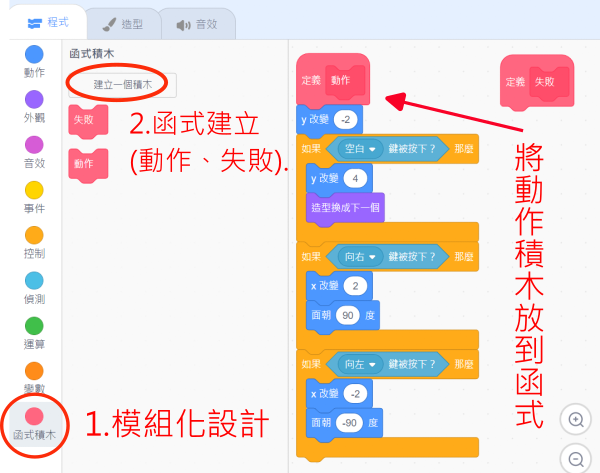 程式
造型
音效
動作
外觀
音效
事件
控制
偵測
運算
變數
函式積木
函式積木
建立一個積木
失敗
動作
2.函式建立
(動作、失敗).
1.模組化設計
定義 動作
y 改變 -2
如果 空白 鍵被按下? 那麼
y 改變 4
造型換成下一個
如果 向右 鍵被按下? 那麼
x 改變 2
面朝 90 度
如果 向左 鍵被按下? 那麼
x 改變 -2
面朝 -90 度
定義 失敗
將動作積木放到函式